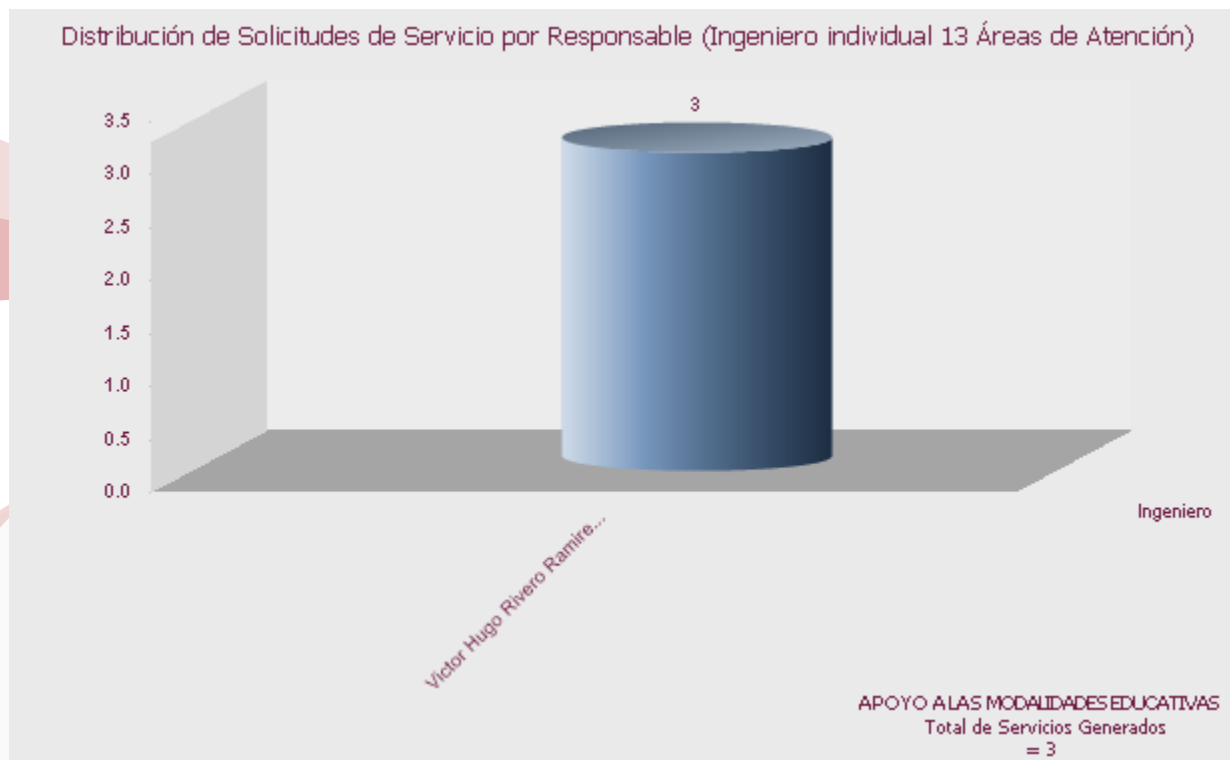 Distribución de Solicitudes de Servicio por Responsable (Ingeniero individual 13 Áreas de Atención)
3
3.5
3.0
2.5
2.0
1.5
1.0
0.5
0.0
Ingeniero
Victor Hugo Rivero Ramire...
APOYO A LAS MODALIDADES EDUCATIVAS
Total de Servicios Generados
= 3